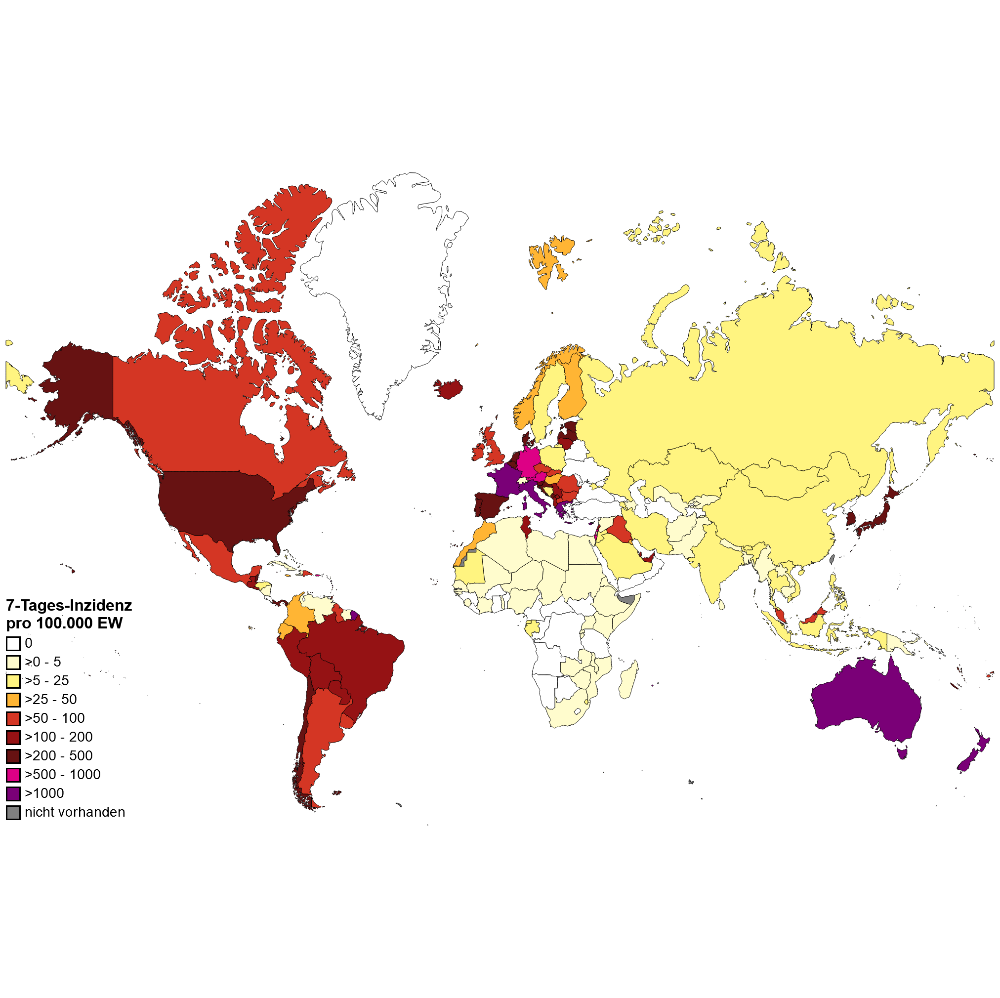 7-Tages-Inzidenz
pro 100.000 EW
0
>0 - 5
>5 - 25
>25 - 50
>50 - 100
>100 - 200
>200 - 500
>500 - 1000
>1000
nicht vorhanden